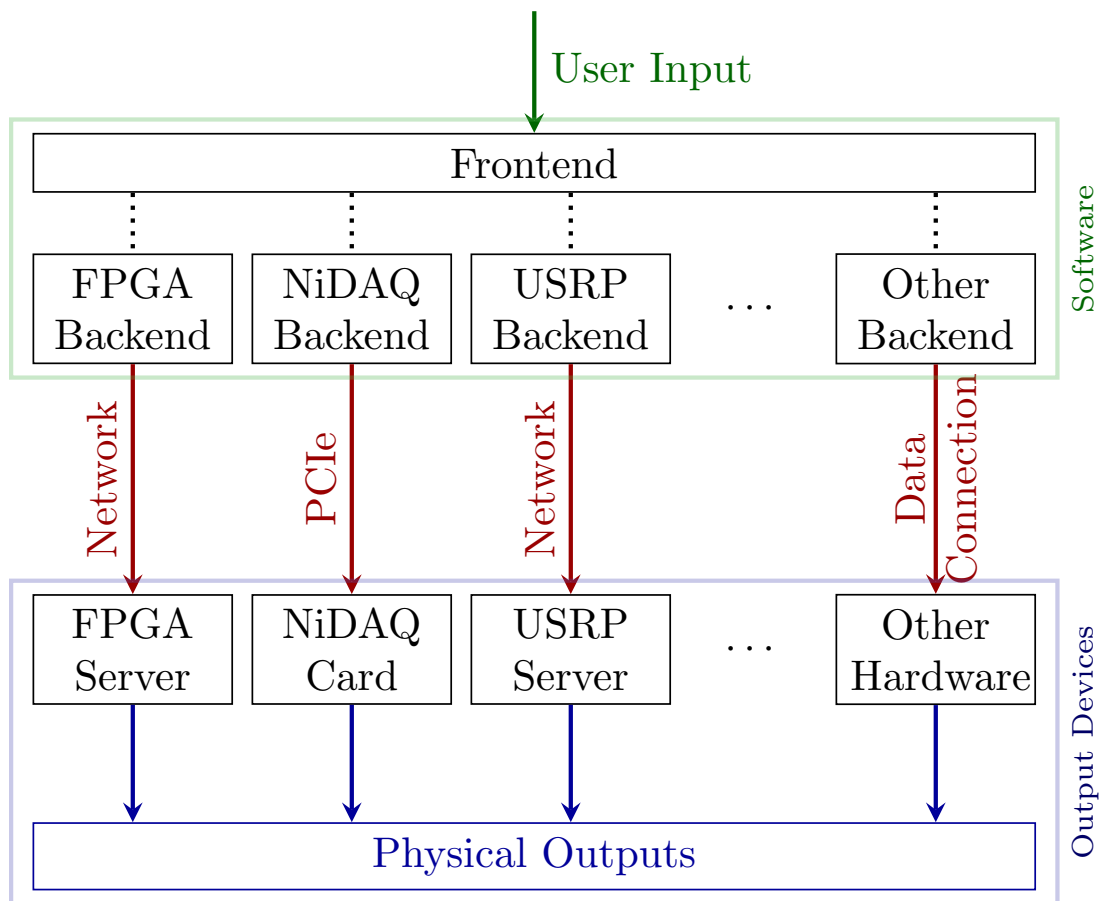 User Input
Frontend
FPGA
Backend
NiDAQ
Backend
USRP
Backend
. . .
Other
Backend
Software
Network
PCIe
Network
Data
Connection
FPGA
Server
NiDAQ
Card
USRP
Server
. . .
Other
Hardware
Physical Outputs
Output Devices